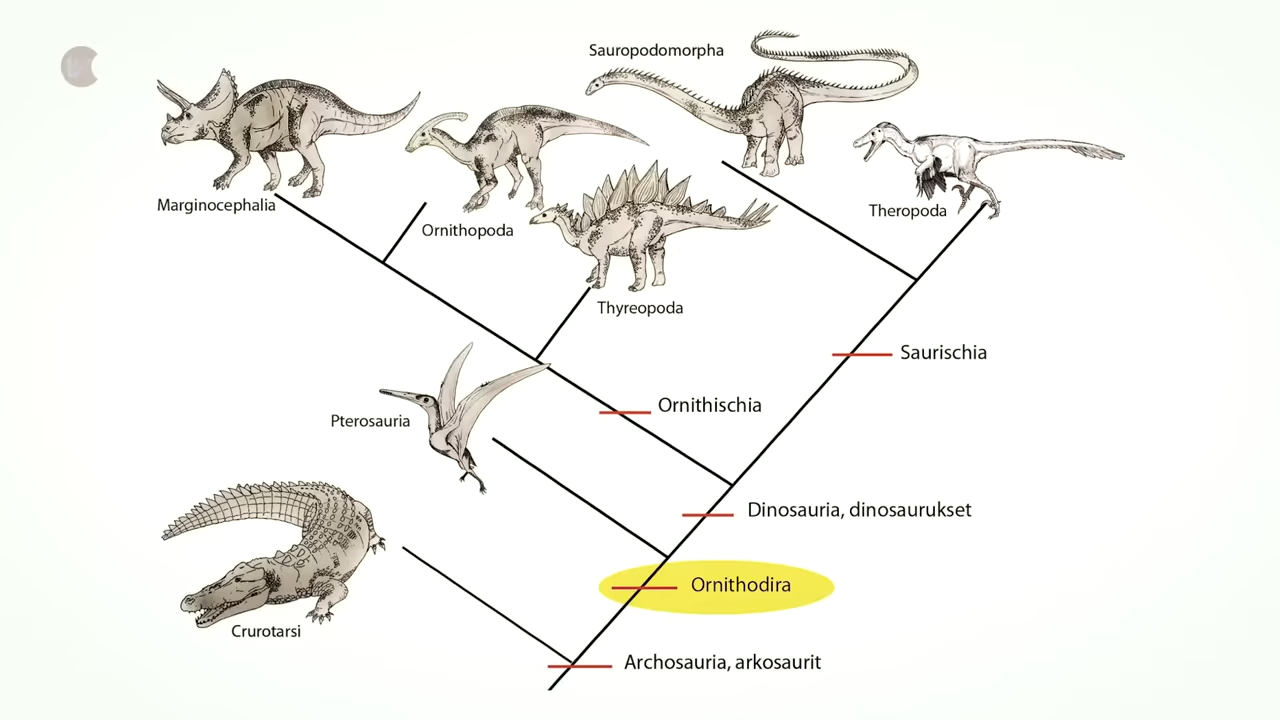 Sauropodomorpha
Marginocephalia
Ornithopoda
Theropoda
Thyreopoda
Saurischia
Ornithischia
Pterosauria
Dinosauria, dinosaurukset
Ornithodira
Crurotarsi
Archosauria, arkosaurit